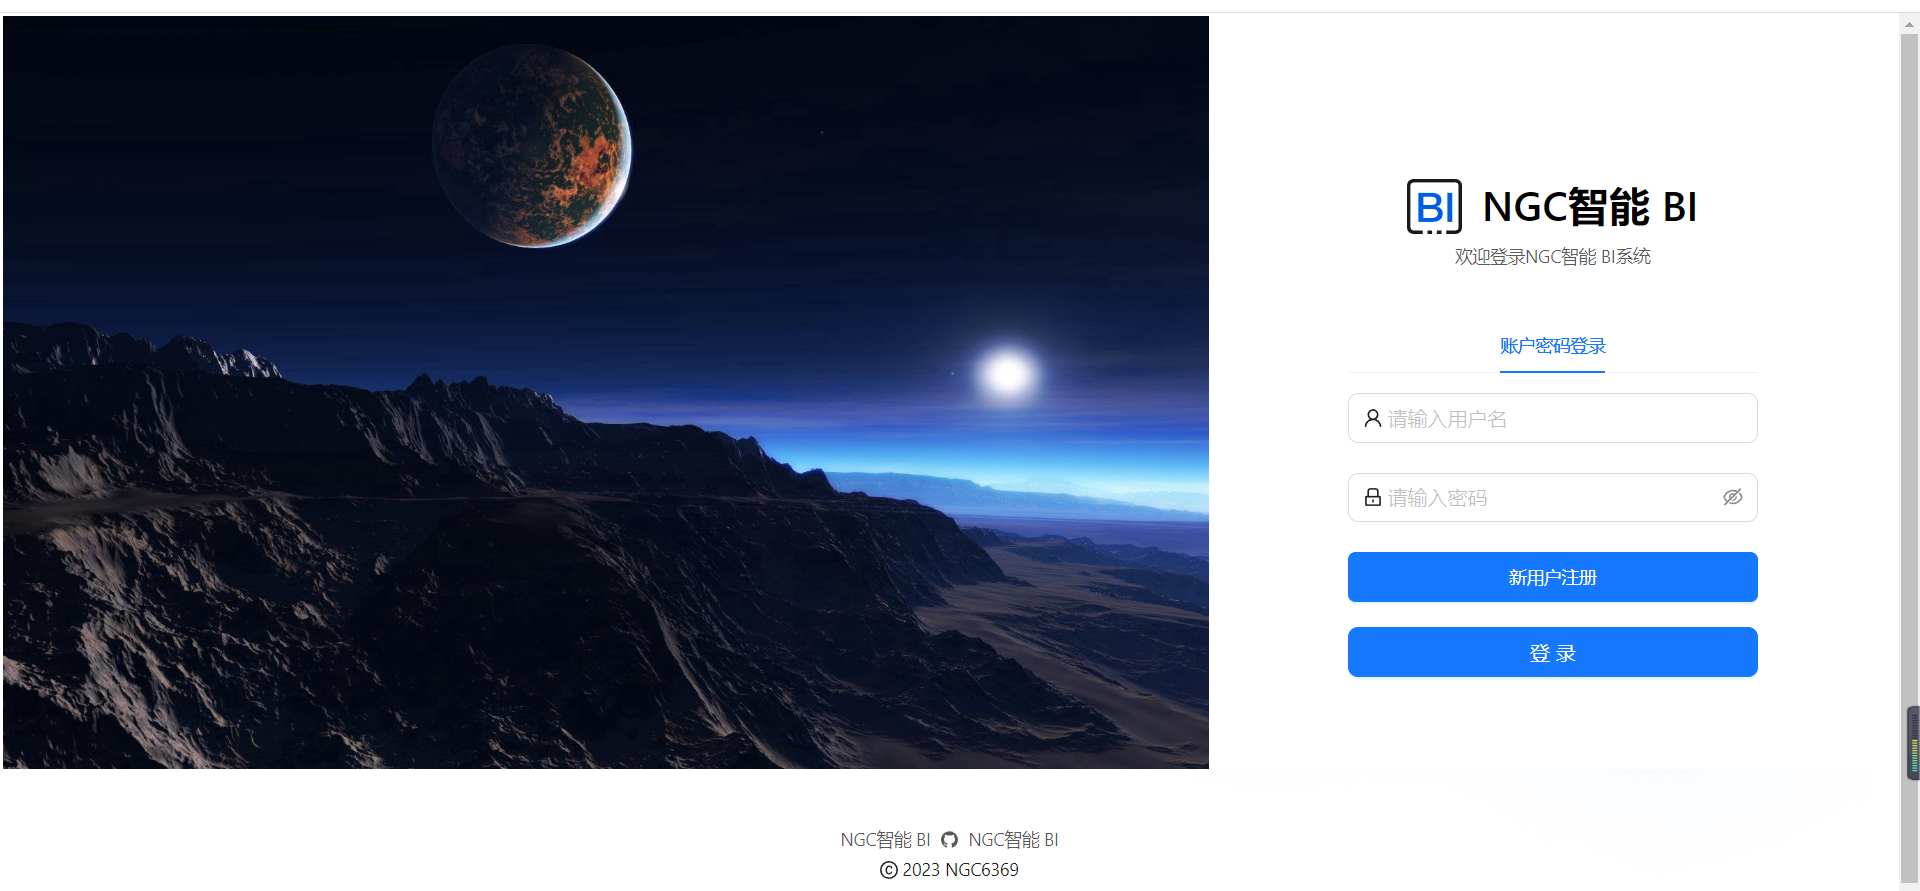 BI NGC智能 BI
欢迎登录NGC智能 BI系统
账户密码登录
请输入用户名
请输入密码
新用户注册
登 录
NGC智能 BI NGC智能 BI
© 2023 NGC6369